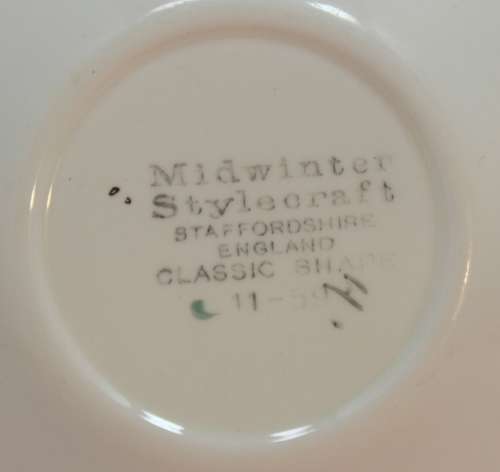 Midwinter
Stylecraft
STAFFORDSHIRE
ENGLAND
CLASSIC SHAPE
11-59